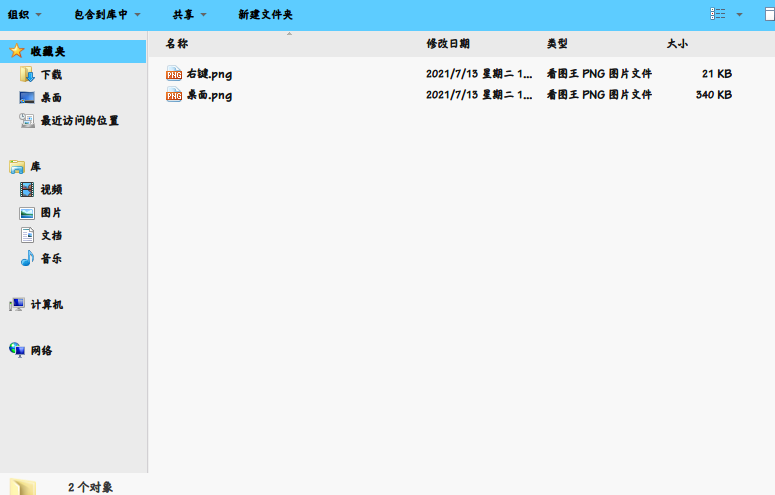 组织 包含到库中 共享 新建文件夹
收藏夹
下载
桌面
最近访问的位置
库
视频
图片
文档
音乐
计算机
网络
名称 修改日期 类型 大小
右键.png 2021/7/13 星期二 1... 看图王 PNG 图片文件 21 KB
桌面.png 2021/7/13 星期二 1... 看图王 PNG 图片文件 340 KB
2 个对象